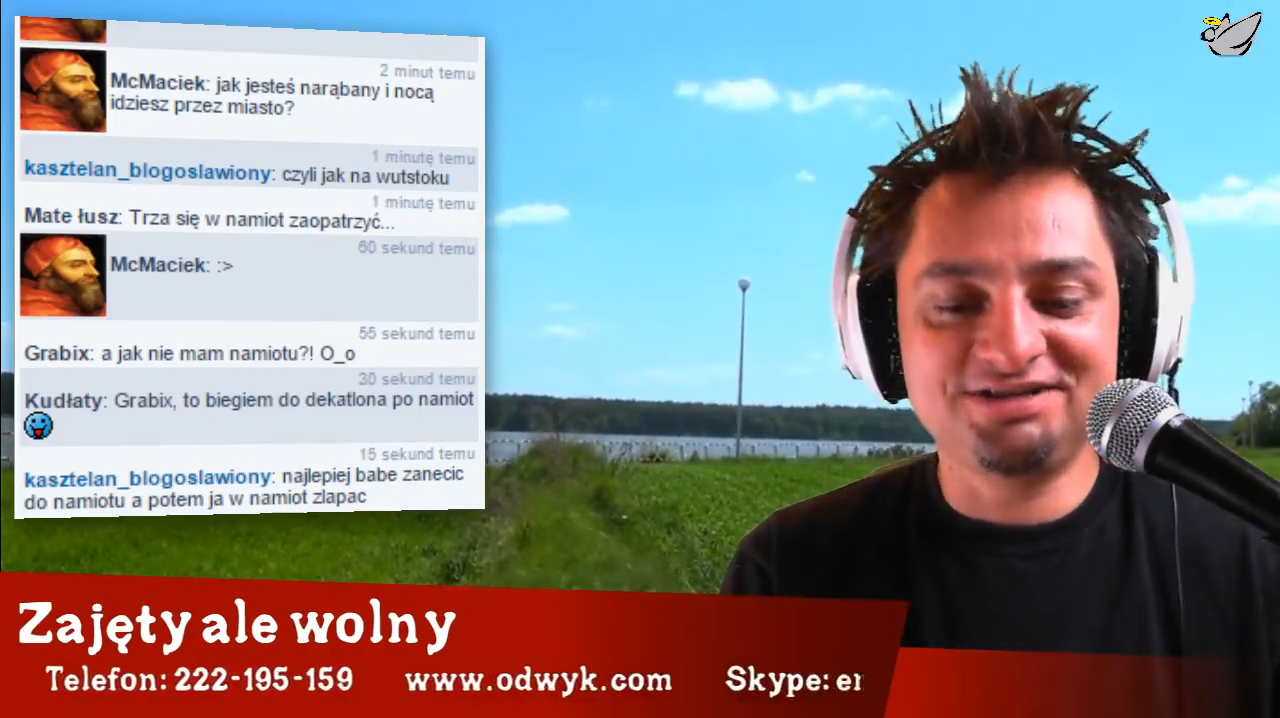 2 minut temu
McMaciek: jak jesteś narąbany i nocą
idziesz przez miasto?
1 minutę temu
kasztelan_blogoslawiony: czyli jak na wutstoku
1 minutę temu
Mate łusz: Trza się w namiot zaopatrzyć...
60 sekund temu
McMaciek: :>
55 sekund temu
Grabix: a jak nie mam namiotu?! O_o
30 sekund temu
Kudłaty: Grabix, to biegiem do dekatlona po namiot
15 sekund temu
kasztelan_blogoslawiony: najlepiej babe zanecic
do namiotu a potem ja w namiot zlapac
Zajęty ale wolny
Telefon: 222-195-159 www.odwyk.com Skype: en